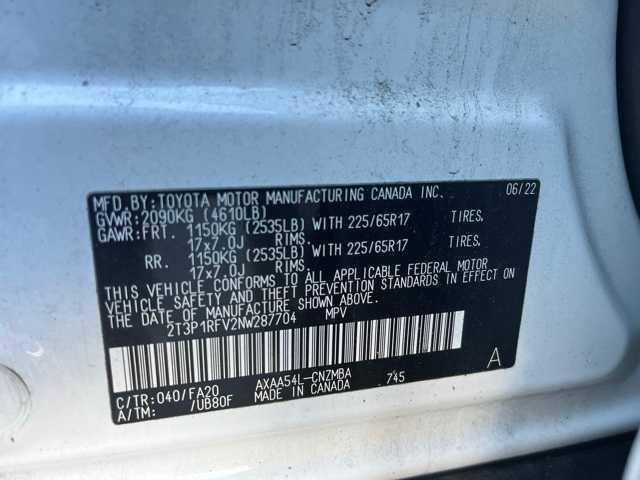 MFD.BY:TOYOTA MOTOR MANUFACTURING CANADA INC. 06/22
GVWR:2090KG (4610LB)
GAWR:FRT. 1150KG (2535LB) WITH 225/65R17 TIRES.
17x7.0J RIMS.
RR. 1150KG (2535LB) WITH 225/65R17 TIRES.
17x7.0J RIMS.
THIS VEHICLE CONFORMS TO ALL APPLICABLE FEDERAL MOTOR
VEHICLE SAFETY AND THEFT PREVENTION STANDARDS IN EFFECT ON
THE DATE OF MANUFACTURE SHOWN ABOVE.
2T3P1RFV2NW287704 MPV
C/TR:040/FA20 AXAA54L-CNZMBA 745 A
A/TM: /UB80F MADE IN CANADA